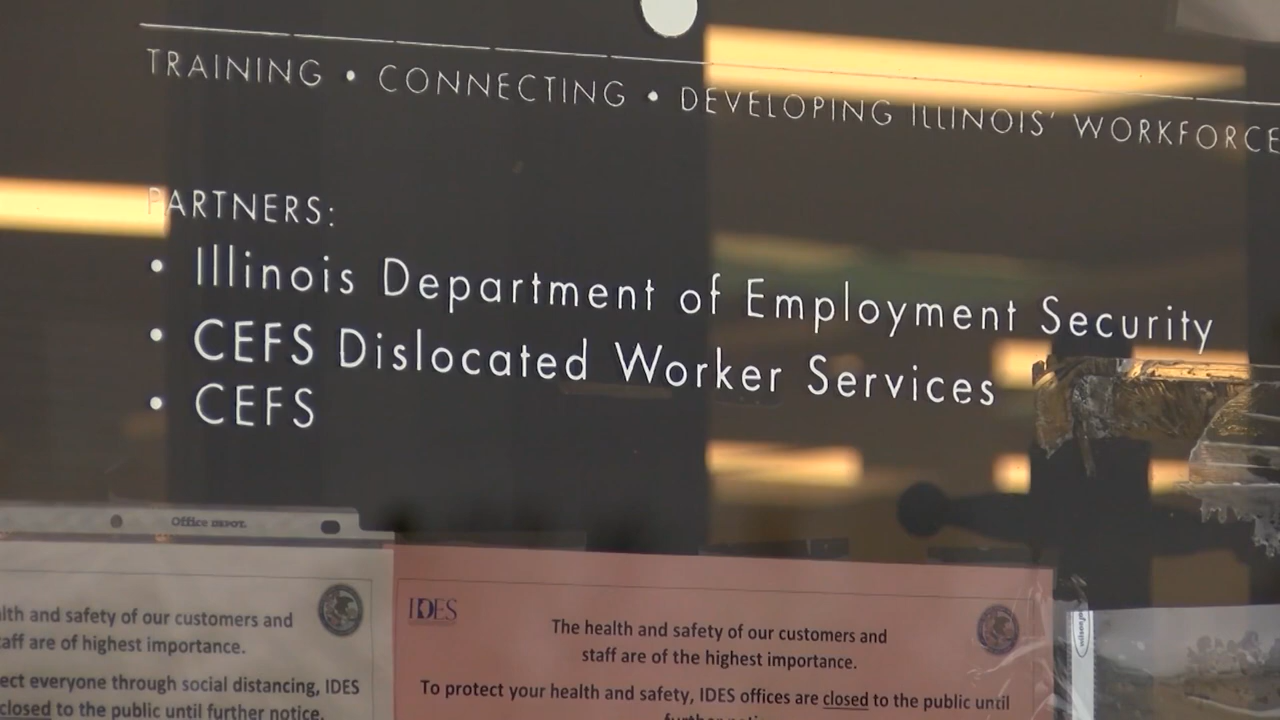 TRAINING • CONNECTING • DEVELOPING ILLINOIS' WORKFORCE
PARTNERS:
• Illinois Department of Employment Security
• CEFS Dislocated Worker Services
• CEFS
Office DEPOT.
lth and safety of our customers and
aff are of highest importance.
ect everyone through social distancing, IDES
closed to the public until further notice.
IDES
The health and safety of our customers and
staff are of the highest importance.
To protect your health and safety, IDES offices are closed to the public until